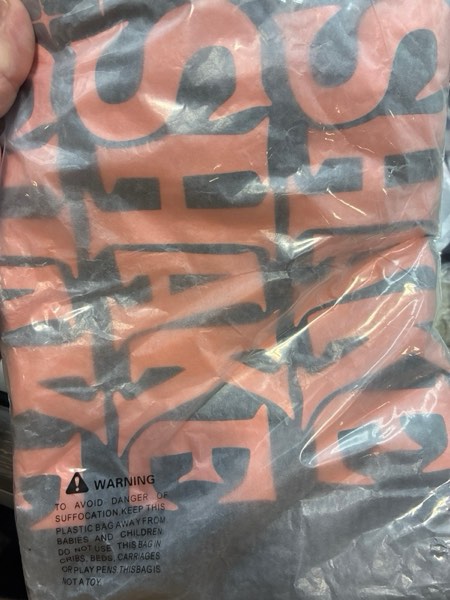 SHAKE
WARNING
TO AVOID DANGER OF
SUFFOCATION,KEEP THIS
PLASTIC BAG AWAY FROM
BABIES AND CHILDREN
DO NOT USE THIS BAG IN
CRIBS, BEDS, CARRIAGES
OR PLAY PENS THIS BAG IS
NOT A TOY.